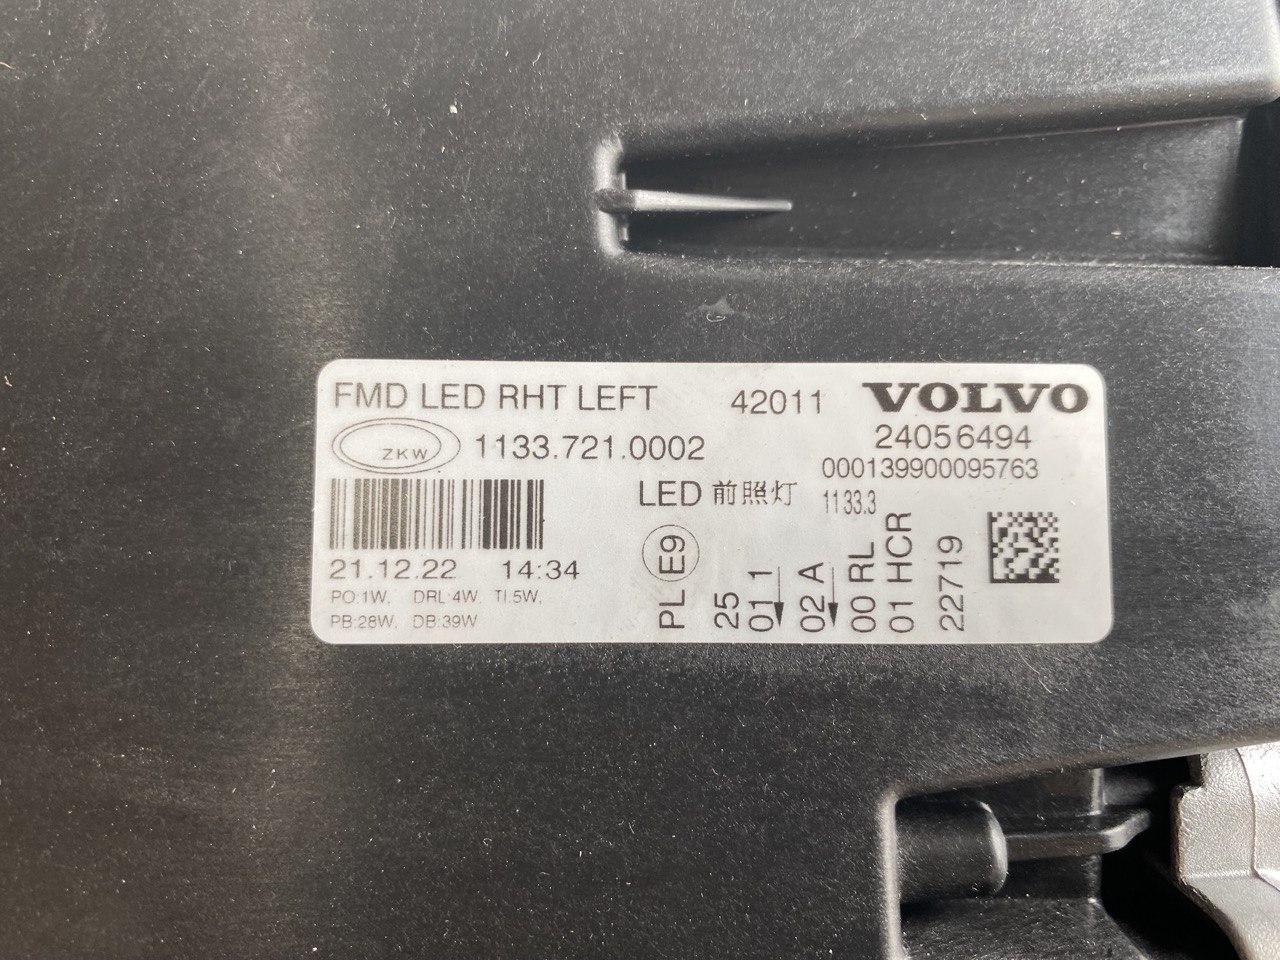 FMD LED RHT LEFT 42011 VOLVO
ZKW 1133.721.0002 24056494
000139900095763
LED 前照灯 1133.3
21.12.22 14:34
PO:1W, DRL:4W, TI:5W,
PB:28W, DB:39W
PL E9
25
01 1
02 A
00 RL
01 HCR
22719